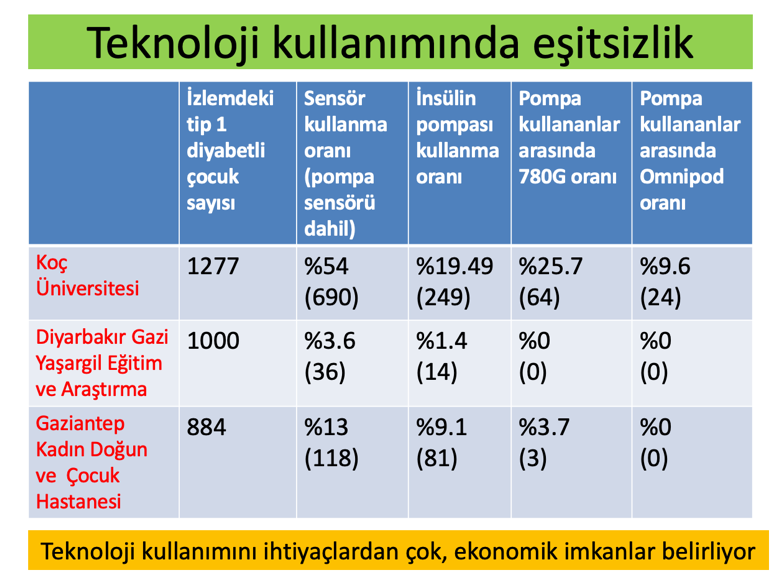 Teknoloji kullanımında eşitsizlik
İzlemdeki
tip 1
diyabetli
çocuk
sayısı
Sensör
kullanma
oranı
(pompa
sensörü
dahil)
İnsülin
pompası
kullanma
oranı
Pompa
kullananlar
arasında
780G oranı
Pompa
kullananlar
arasında
Omnipod
oranı
Koç
Üniversitesi
1277
%54
(690)
%19.49
(249)
%25.7
(64)
%9.6
(24)
Diyarbakır Gazi
Yaşargil Eğitim
ve Araştırma
1000
%3.6
(36)
%1.4
(14)
%0
(0)
%0
(0)
Gaziantep
Kadın Doğun
ve Çocuk
Hastanesi
884
%13
(118)
%9.1
(81)
%3.7
(3)
%0
(0)
Teknoloji kullanımını ihtiyaçlardan çok, ekonomik imkanlar belirliyor